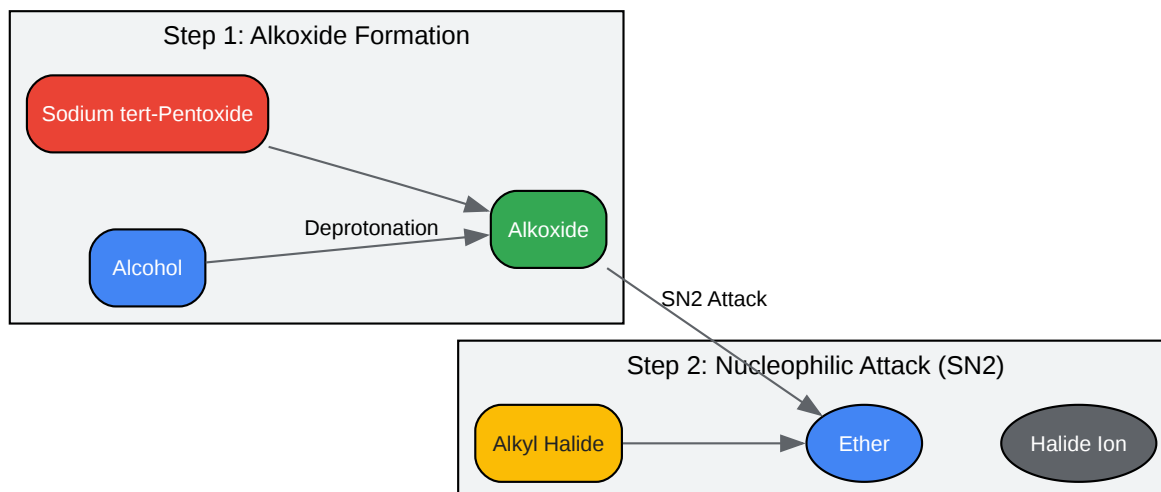 Step 1: Alkoxide Formation
Sodium tert-Pentoxide
Deprotonation
Alkoxide
Alcohol
SN2 Attack
Step 2: Nucleophilic Attack (SN2)
Alkyl Halide
Ether
Halide Ion